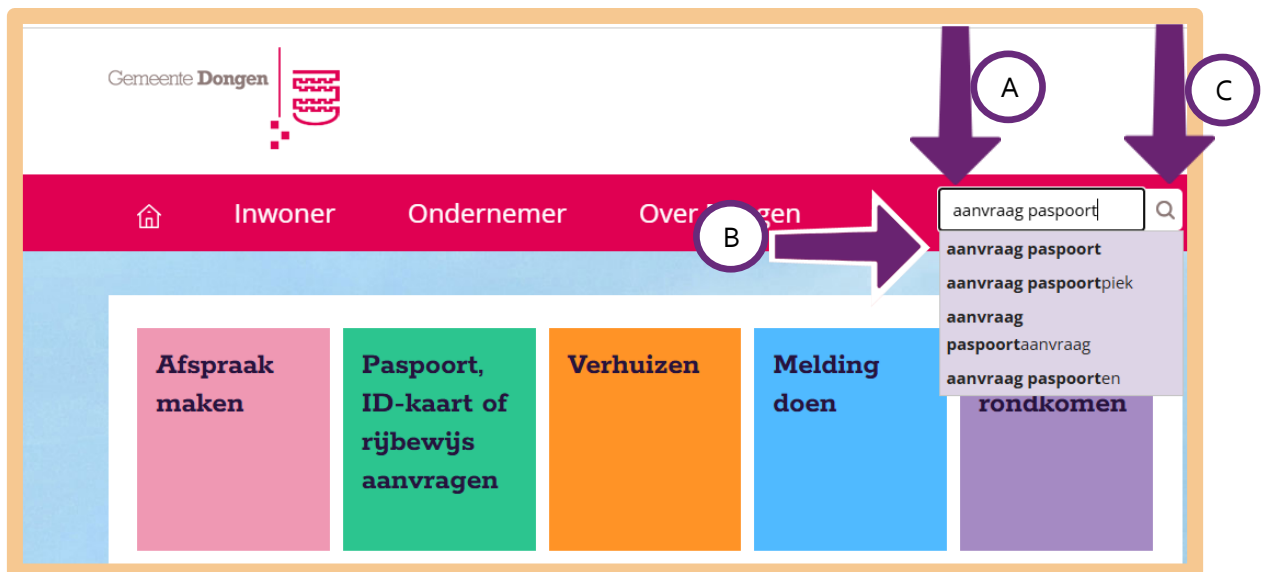 Gemeente Dongen
A
C
Inwoner
Ondernemer
Over gen
aanvraag paspoort
B
aanvraag paspoort
aanvraag paspoortpiek
aanvraag
paspoortaanvraag
aanvraag paspoorten
Afspraak
maken
Paspoort,
ID-kaart of
rijbewijs
aanvragen
Verhuizen
Melding
doen
rondkomen